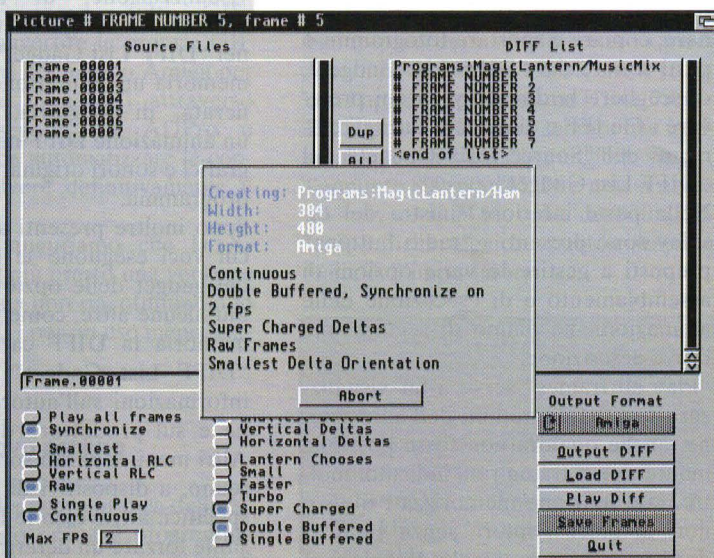 Picture # FRAME NUMBER 5, frame # 5
Source Files
DIFF List
Frame.00001
Frame.00002
Frame.00003
Frame.00004
Frame.00005
Frame.00006
Frame.00007
Programs:MagicLantern/MusicMix
# FRAME NUMBER 1
# FRAME NUMBER 2
# FRAME NUMBER 3
# FRAME NUMBER 4
# FRAME NUMBER 5
# FRAME NUMBER 6
# FRAME NUMBER 7
<end of list>
Dup
All
Creating: Programs:MagicLantern/Ham
Width: 304
Height: 480
Format: Amiga
Continuous
Double Buffered, Synchronize on
2 fps
Super Charged Deltas
Raw Frames
Smallest Delta Orientation
Abort
Frame.00001
Play all frames
Synchronize
Smallest
Horizontal RLC
Vertical RLC
Raw
Single Play
Continuous
Max FPS 2
Smallest Deltas
Vertical Deltas
Horizontal Deltas
Lantern Chooses
Small
Faster
Turbo
Super Charged
Double Buffered
Single Buffered
Output Format
Amiga
Output DIFF
Load DIFF
Play Diff
Save Frames
Quit